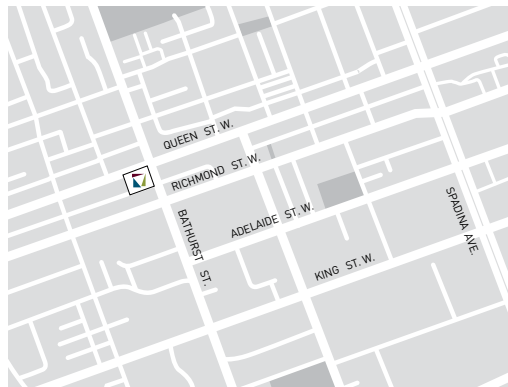 QUEEN ST. W.
RICHMOND ST. W.
BATHURST ST.
ADELAIDE ST. W.
SPADINA AVE.
KING ST. W.